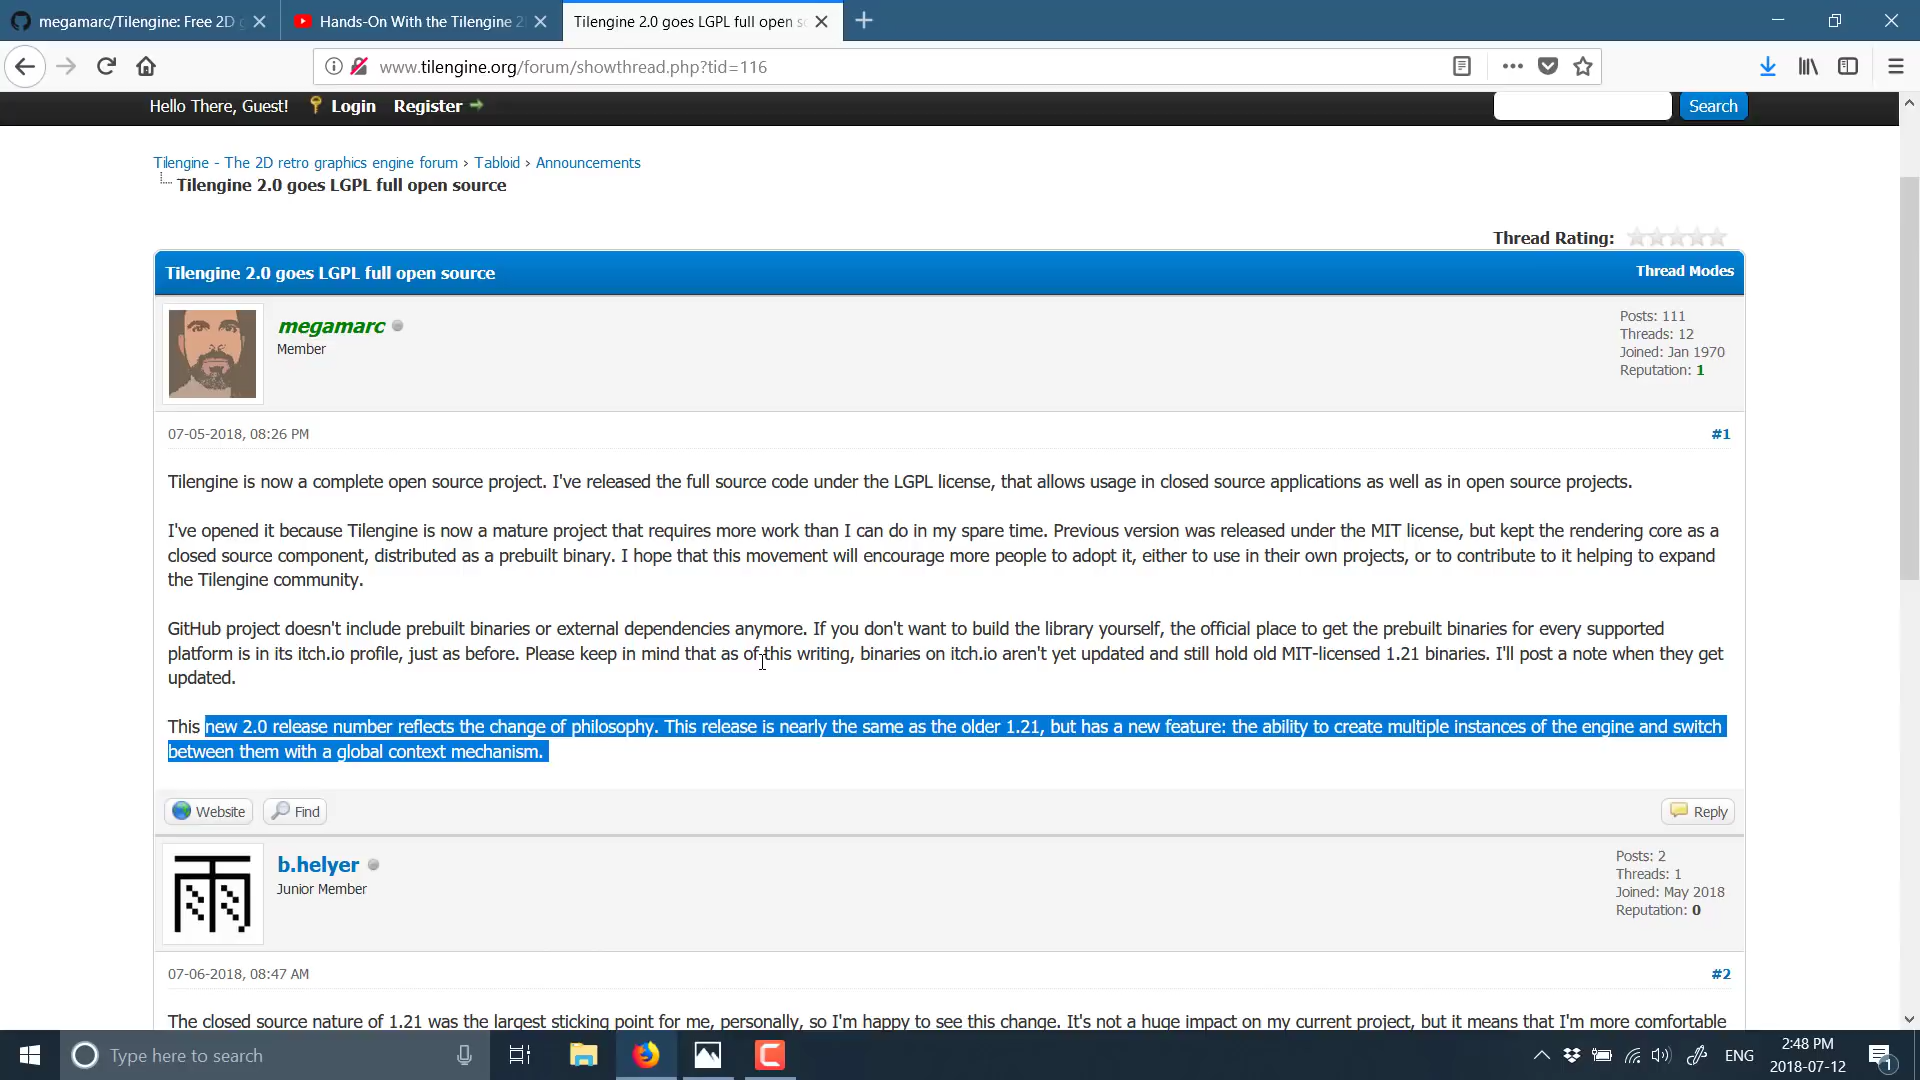 megamarc/Tilengine: Free 2D g
Hands-On With the Tilengine 2
Tilengine 2.0 goes LGPL full open s
www.tilengine.org/forum/showthread.php?tid=116
Hello There, Guest! Login Register
Search
Tilengine - The 2D retro graphics engine forum › Tabloid › Announcements
Tilengine 2.0 goes LGPL full open source
Thread Rating:
Tilengine 2.0 goes LGPL full open source
Thread Modes
megamarc
Member
Posts: 111
Threads: 12
Joined: Jan 1970
Reputation: 1
07-05-2018, 08:26 PM
#1
Tilengine is now a complete open source project. I've released the full source code under the LGPL license, that allows usage in closed source applications as well as in open source projects.
I've opened it because Tilengine is now a mature project that requires more work than I can do in my spare time. Previous version was released under the MIT license, but kept the rendering core as a
closed source component, distributed as a prebuilt binary. I hope that this movement will encourage more people to adopt it, either to use in their own projects, or to contribute to it helping to expand
the Tilengine community.
GitHub project doesn't include prebuilt binaries or external dependencies anymore. If you don't want to build the library yourself, the official place to get the prebuilt binaries for every supported
platform is in its itch.io profile, just as before. Please keep in mind that as of this writing, binaries on itch.io aren't yet updated and still hold old MIT-licensed 1.21 binaries. I'll post a note when they get
updated.
This new 2.0 release number reflects the change of philosophy. This release is nearly the same as the older 1.21, but has a new feature: the ability to create multiple instances of the engine and switch
between them with a global context mechanism.
Website
Find
Reply
b.helyer
Junior Member
Posts: 2
Threads: 1
Joined: May 2018
Reputation: 0
雨
07-06-2018, 08:47 AM
#2
The closed source nature of 1.21 was the largest sticking point for me, personally, so I'm happy to see this change. It's not a huge impact on my current project, but it means that I'm more comfortable
Type here to search
ENG
2:48 PM
2018-07-12
1